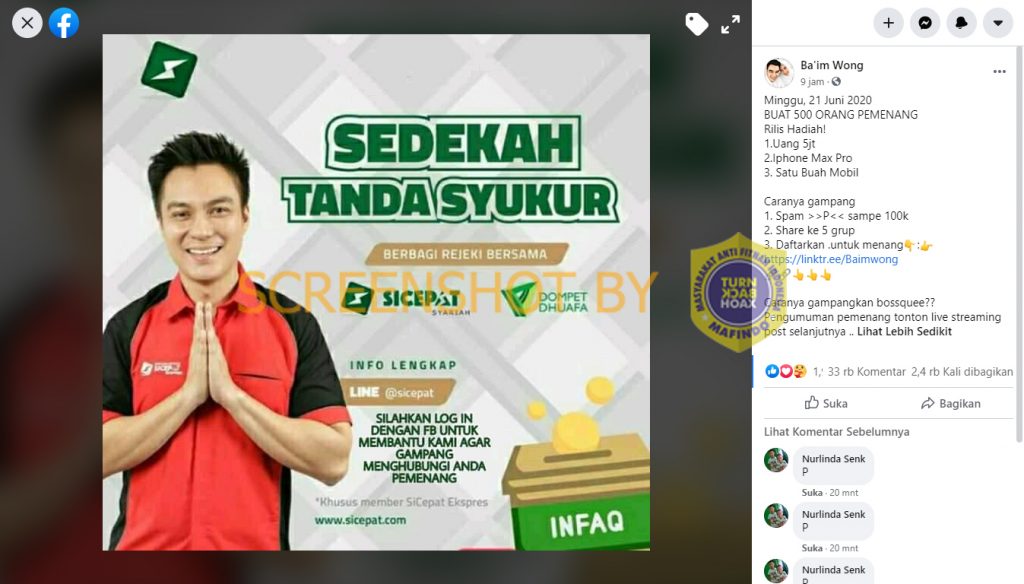 SEDEKAH
TANDA SYUKUR
BERBAGI REJEKI BERSAMA
SICEPAT
SYARIAH
DOMPET
DHUAFA
INFO LENGKAP
LINE @sicepat
SILAHKAN LOG IN
DENGAN FB UNTUK
MEMBANTU KAMI AGAR
GAMPANG
MENGHUBUNGI ANDA
PEMENANG
*Khusus member SiCepat Ekspres
www.sicepat.com
INFAQ
SICEPAT
SCREENSHOT BY
MASYARAKAT ANTI FITNAH INDONESIA
TURN
BACK
HOAX
MAFINDO
Ba'im Wong
9 jam ·
Minggu, 21 Juni 2020
BUAT 500 ORANG PEMENANG
Rilis Hadiah!
1.Uang 5jt
2.Iphone Max Pro
3. Satu Buah Mobil
Caranya gampang
1. Spam >>P<< sampe 100k
2. Share ke 5 grup
3. Daftarkan .untuk menang👇:👉
https://linktr.ee/Baimwong
👆👆👆
Caranya gampangkan bossquee??
Pengumuman pemenang tonton live streaming
post selanjutnya .. Lihat Lebih Sedikit
33 rb Komentar 2,4 rb Kali dibagikan
Suka
Bagikan
Lihat Komentar Sebelumnya
Nurlinda Senk
P
Suka · 20 mnt
Nurlinda Senk
P
Suka · 20 mnt
Nurlinda Senk
P